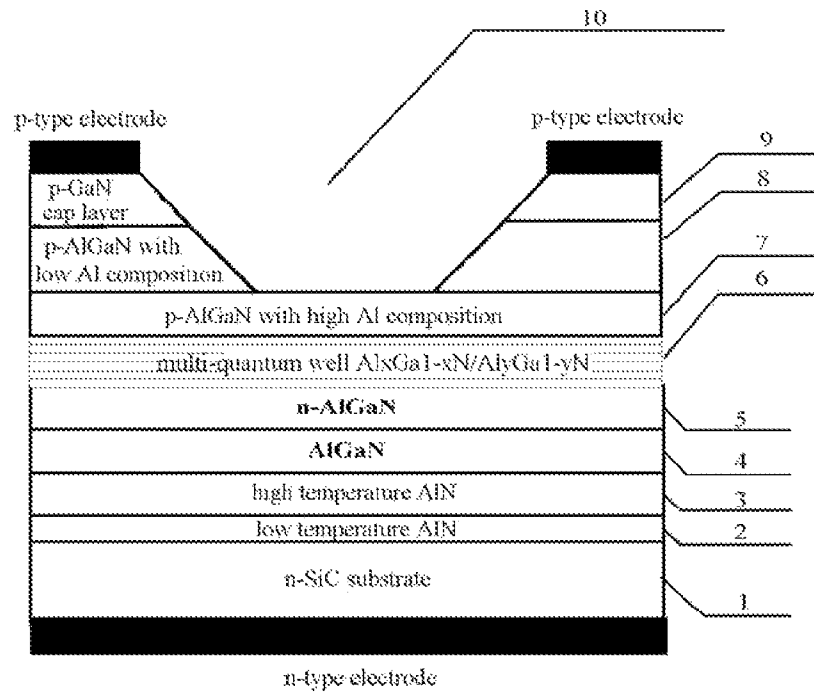 10
p-type electrode
p-type electrode
9
p-GaN
cap layer
8
p-AlGaN with
low Al composition
7
p-AlGaN with high Al composition
6
multi-quantum well AlxGa1-xN/AlyGa1-yN
n-AlGaN
5
AlGaN
4
high temperature AlN
3
low temperature AlN
2
n-SiC substrate
1
n-type electrode